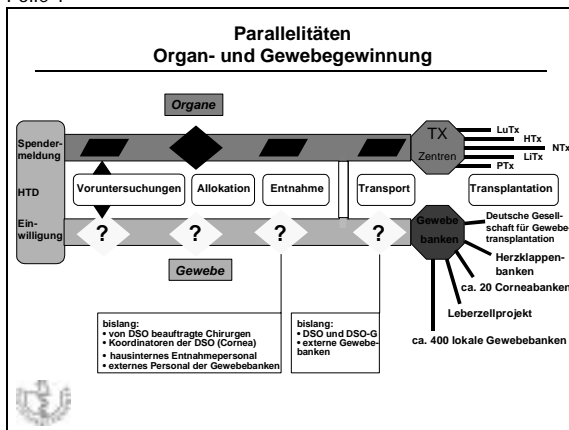 Folie 4
Parallelitäten
Organ- und Gewebegewinnung
Organe
Spender-
meldung
HTD
Ein-
willigung
TX
Zentren
LuTx
HTx
NTx
LiTx
PTx
Voruntersuchungen
Allokation
Entnahme
Transport
Transplantation
?
?
?
?
Gewebe
Gewebe
banken
Deutsche Gesell-
schaft für Gewebe
transplantation
Herzklappen-
banken
ca. 20 Corneabanken
Leberzellprojekt
ca. 400 lokale Gewebebanken
bislang:
• von DSO beauftragte Chirurgen
• Koordinatoren der DSO (Cornea)
• hausinternes Entnahmepersonal
• externes Personal der Gewebebanken
bislang:
• DSO und DSO-G
• externe Gewebe-
banken